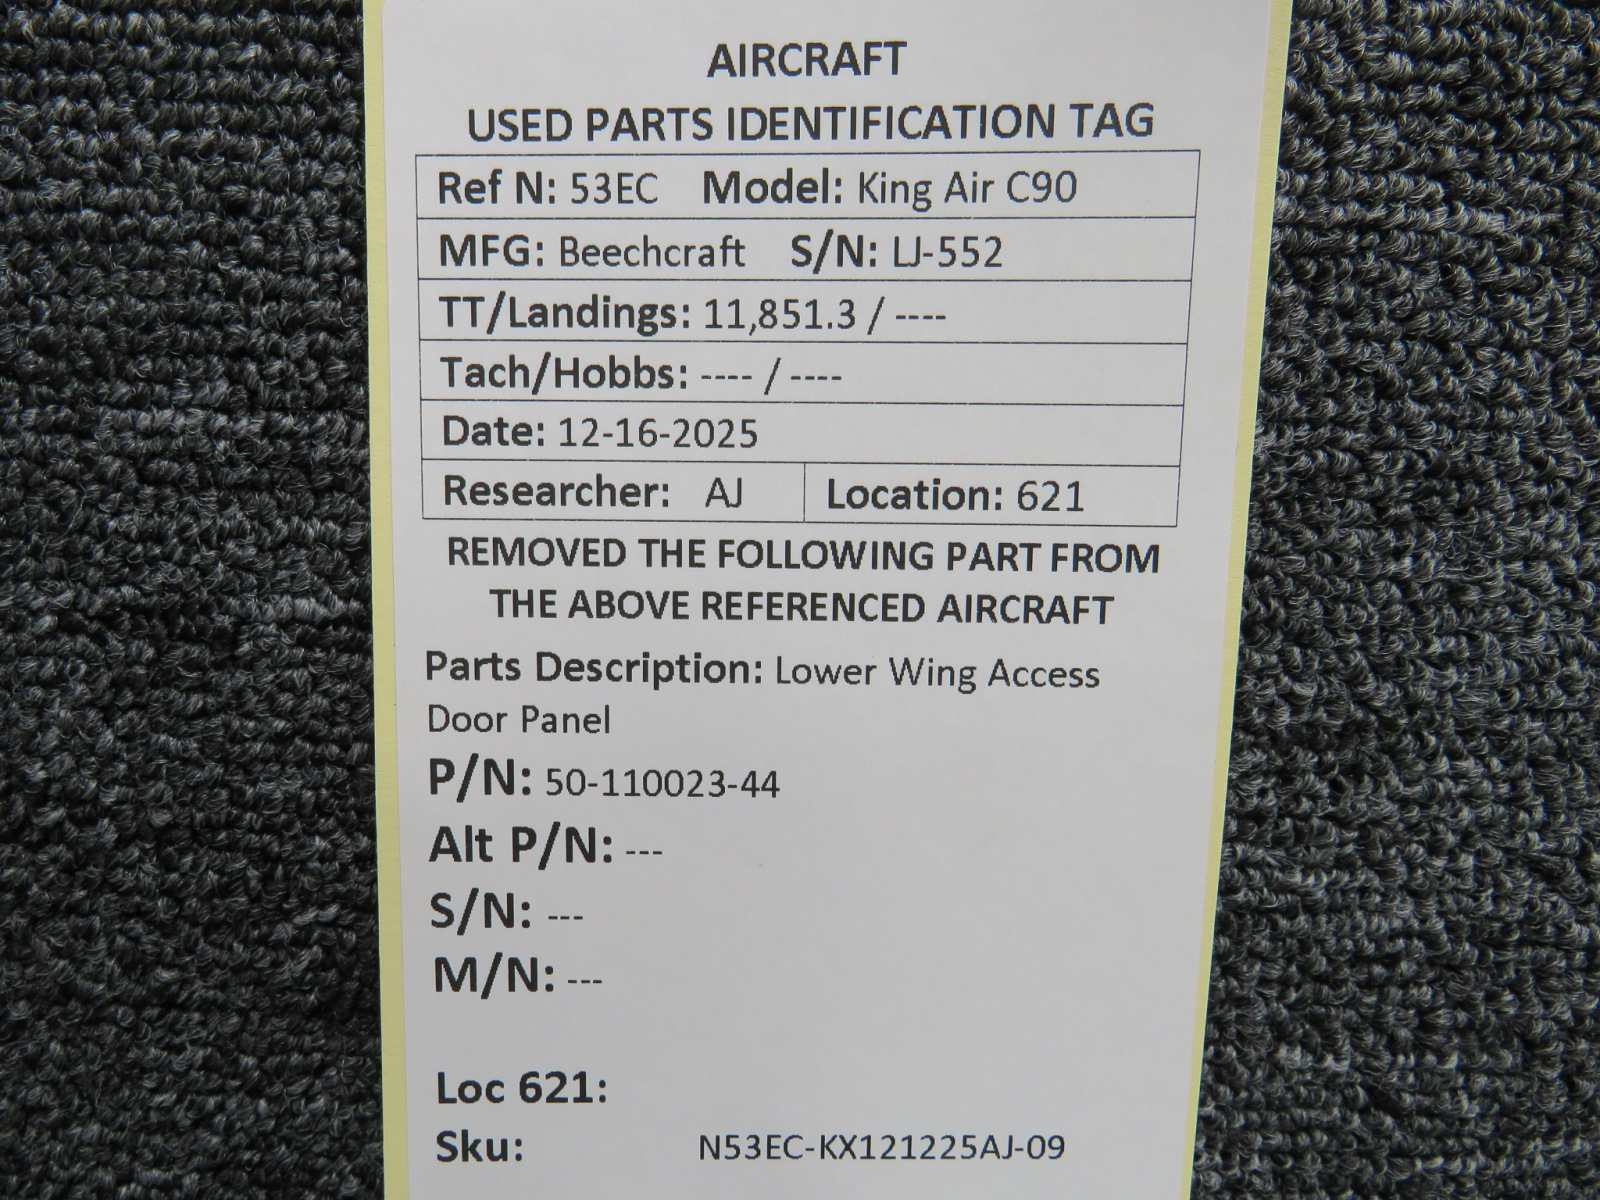 AIRCRAFT
USED PARTS IDENTIFICATION TAG
Ref N: 53EC Model: King Air C90
MFG: Beechcraft S/N: LJ-552
TT/Landings: 11,851.3 / ----
Tach/Hobbs: ---- / ----
Date: 12-16-2025
Researcher: AJ Location: 621
REMOVED THE FOLLOWING PART FROM
THE ABOVE REFERENCED AIRCRAFT
Parts Description: Lower Wing Access
Door Panel
P/N: 50-110023-44
Alt P/N: ---
S/N: ---
M/N: ---
Loc 621:
Sku: N53EC-KX121225AJ-09